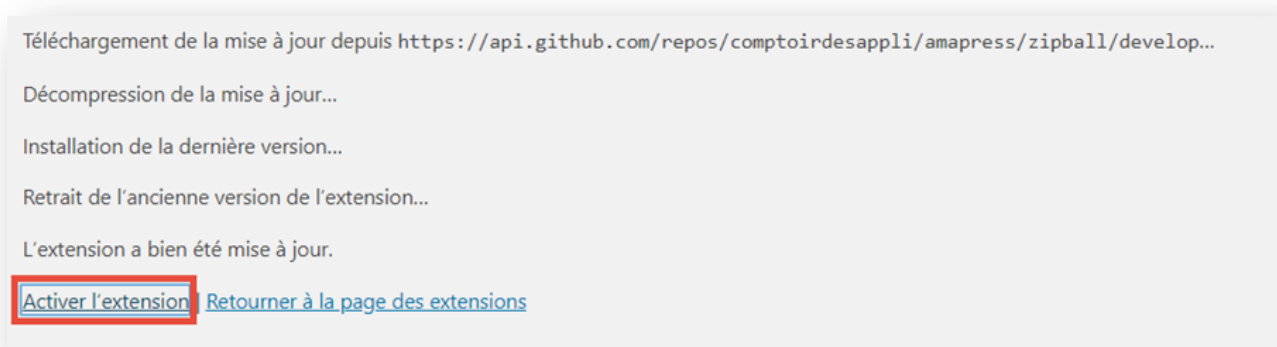 Téléchargement de la mise à jour depuis https://api.github.com/repos/comptoirdesappli/amapress/zipball/develop...
Décompression de la mise à jour...
Installation de la dernière version...
Retrait de l’ancienne version de l’extension...
L’extension a bien été mise à jour.
Activer l’extension | Retourner à la page des extensions